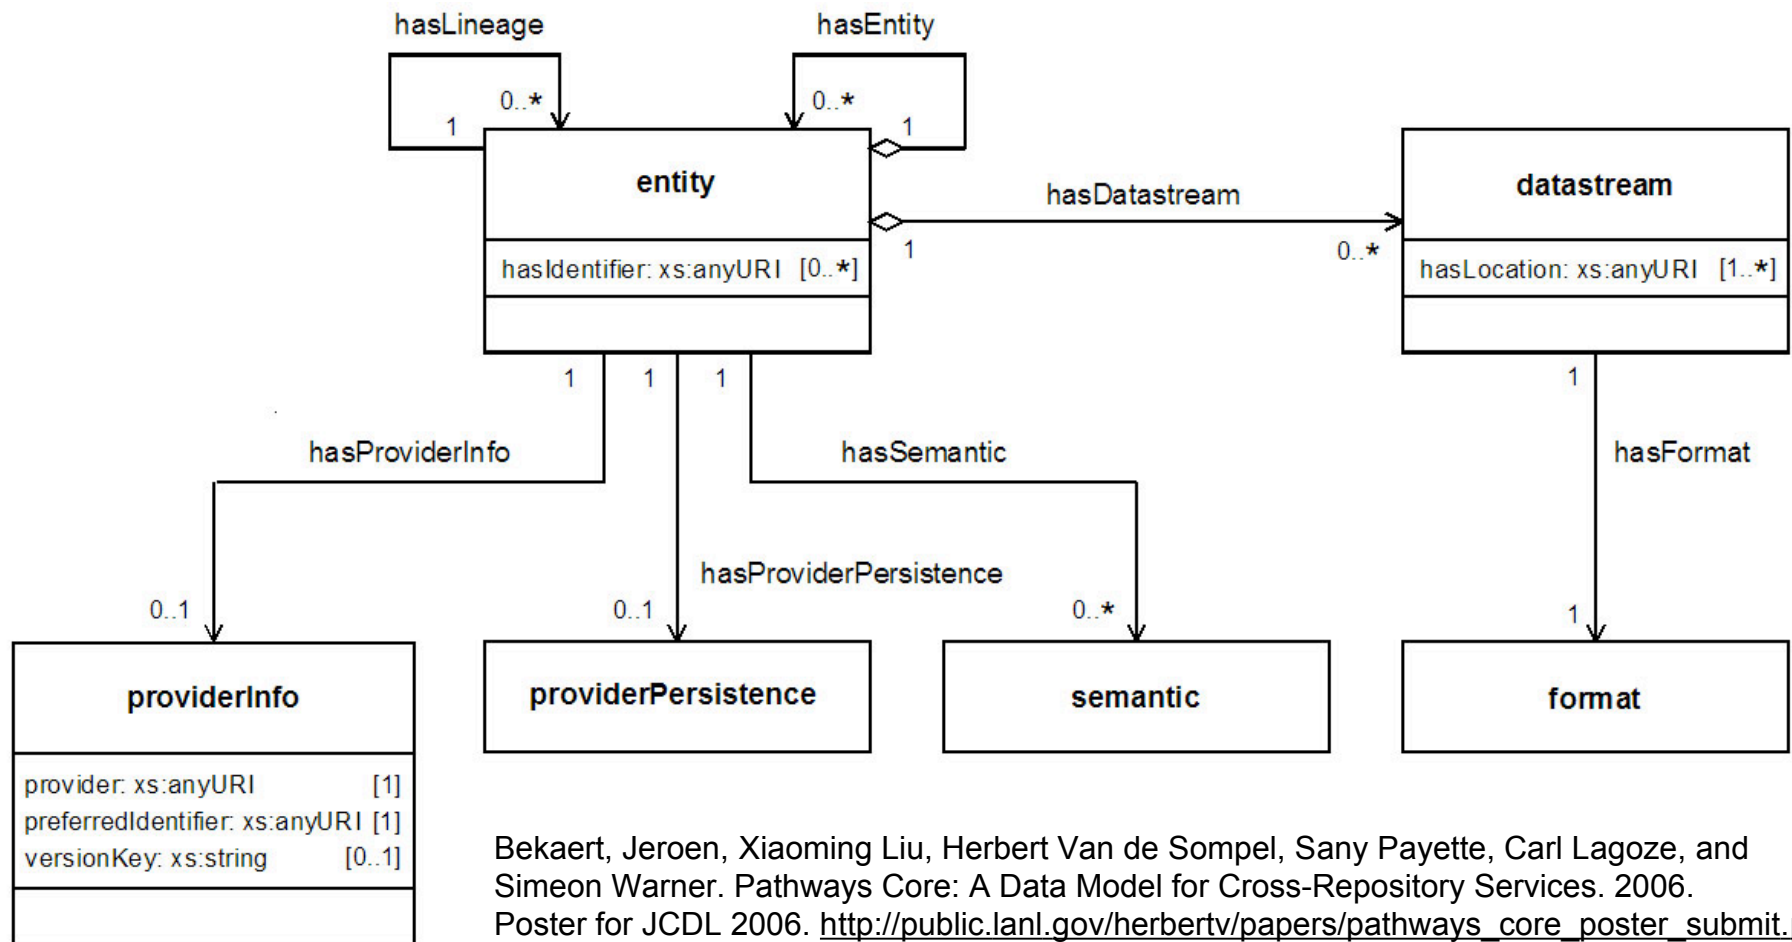 hasLineage
hasEntity
0..*
0..*
1
1
entity
hasDatastream
datastream
1
0..*
hasIdentifier: xs:anyURI [0..*]
hasLocation: xs:anyURI [1..*]
1
1
1
1
hasProviderInfo
hasSemantic
hasFormat
hasProviderPersistence
0..1
0..1
0..*
1
providerInfo
providerPersistence
semantic
format
provider: xs:anyURI [1]
preferredIdentifier: xs:anyURI [1]
versionKey: xs:string [0..1]
Bekaert, Jeroen, Xiaoming Liu, Herbert Van de Sompel, Sany Payette, Carl Lagoze, and
Simeon Warner. Pathways Core: A Data Model for Cross-Repository Services. 2006.
Poster for JCDL 2006. http://public.lanl.gov/herbertv/papers/pathways_core_poster_submit.